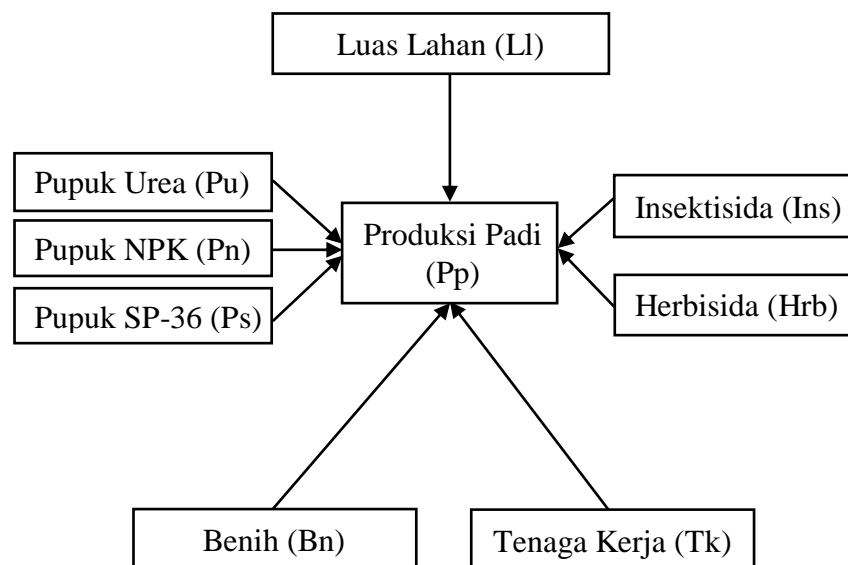 Luas Lahan (Ll)
Pupuk Urea (Pu)
Pupuk NPK (Pn)
Pupuk SP-36 (Ps)
Produksi Padi
(Pp)
Insektisida (Ins)
Herbisida (Hrb)
Benih (Bn)
Tenaga Kerja (Tk)